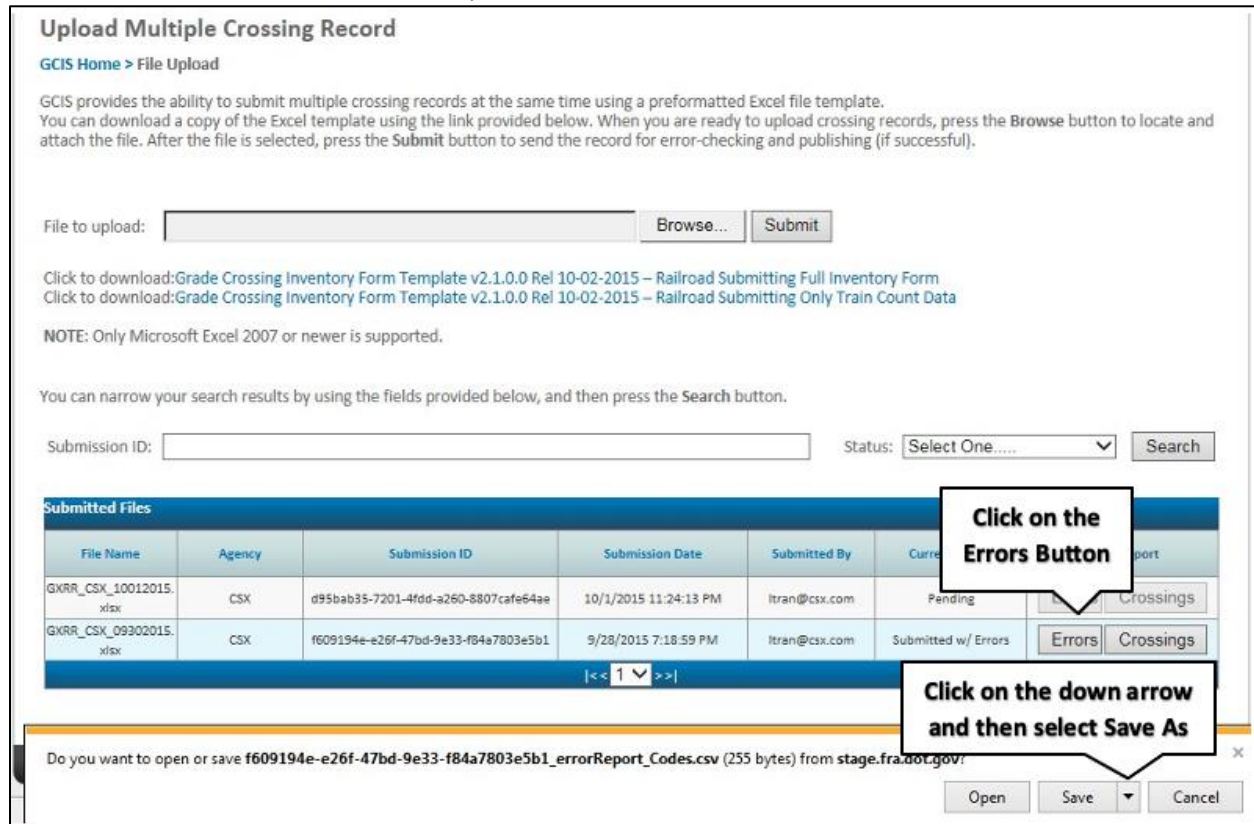 Upload Multiple Crossing Record
GCIS Home > File Upload
GCIS provides the ability to submit multiple crossing records at the same time using a preformatted Excel file template.
You can download a copy of the Excel template using the link provided below. When you are ready to upload crossing records, press the Browse button to locate and
attach the file. After the file is selected, press the Submit button to send the record for error-checking and publishing (if successful).
File to upload: Browse... Submit
Click to download:Grade Crossing Inventory Form Template v2.1.0.0 Rel 10-02-2015 – Railroad Submitting Full Inventory Form
Click to download:Grade Crossing Inventory Form Template v2.1.0.0 Rel 10-02-2015 – Railroad Submitting Only Train Count Data
NOTE: Only Microsoft Excel 2007 or newer is supported.
You can narrow your search results by using the fields provided below, and then press the Search button.
Submission ID: Status: Select One..... Search
Submitted Files
Click on the
Errors Button
File Name Agency Submission ID Submission Date Submitted By Curre port
GXRR_CSX_10012015.
xlsx CSX d95bab35-7201-4fdd-a260-8807cafe64ae 10/1/2015 11:24:13 PM ltran@csx.com Pending Crossings
GXRR_CSX_09302015.
xlsx CSX f609194e-e26f-47bd-9e33-f84a7803e5b1 9/28/2015 7:18:59 PM ltran@csx.com Submitted w/ Errors Errors Crossings
|<< 1 >>|
Click on the down arrow
and then select Save As
Do you want to open or save f609194e-e26f-47bd-9e33-f84a7803e5b1_errorReport_Codes.csv (255 bytes) from stage.fra.dot.gov?
Open Save Cancel